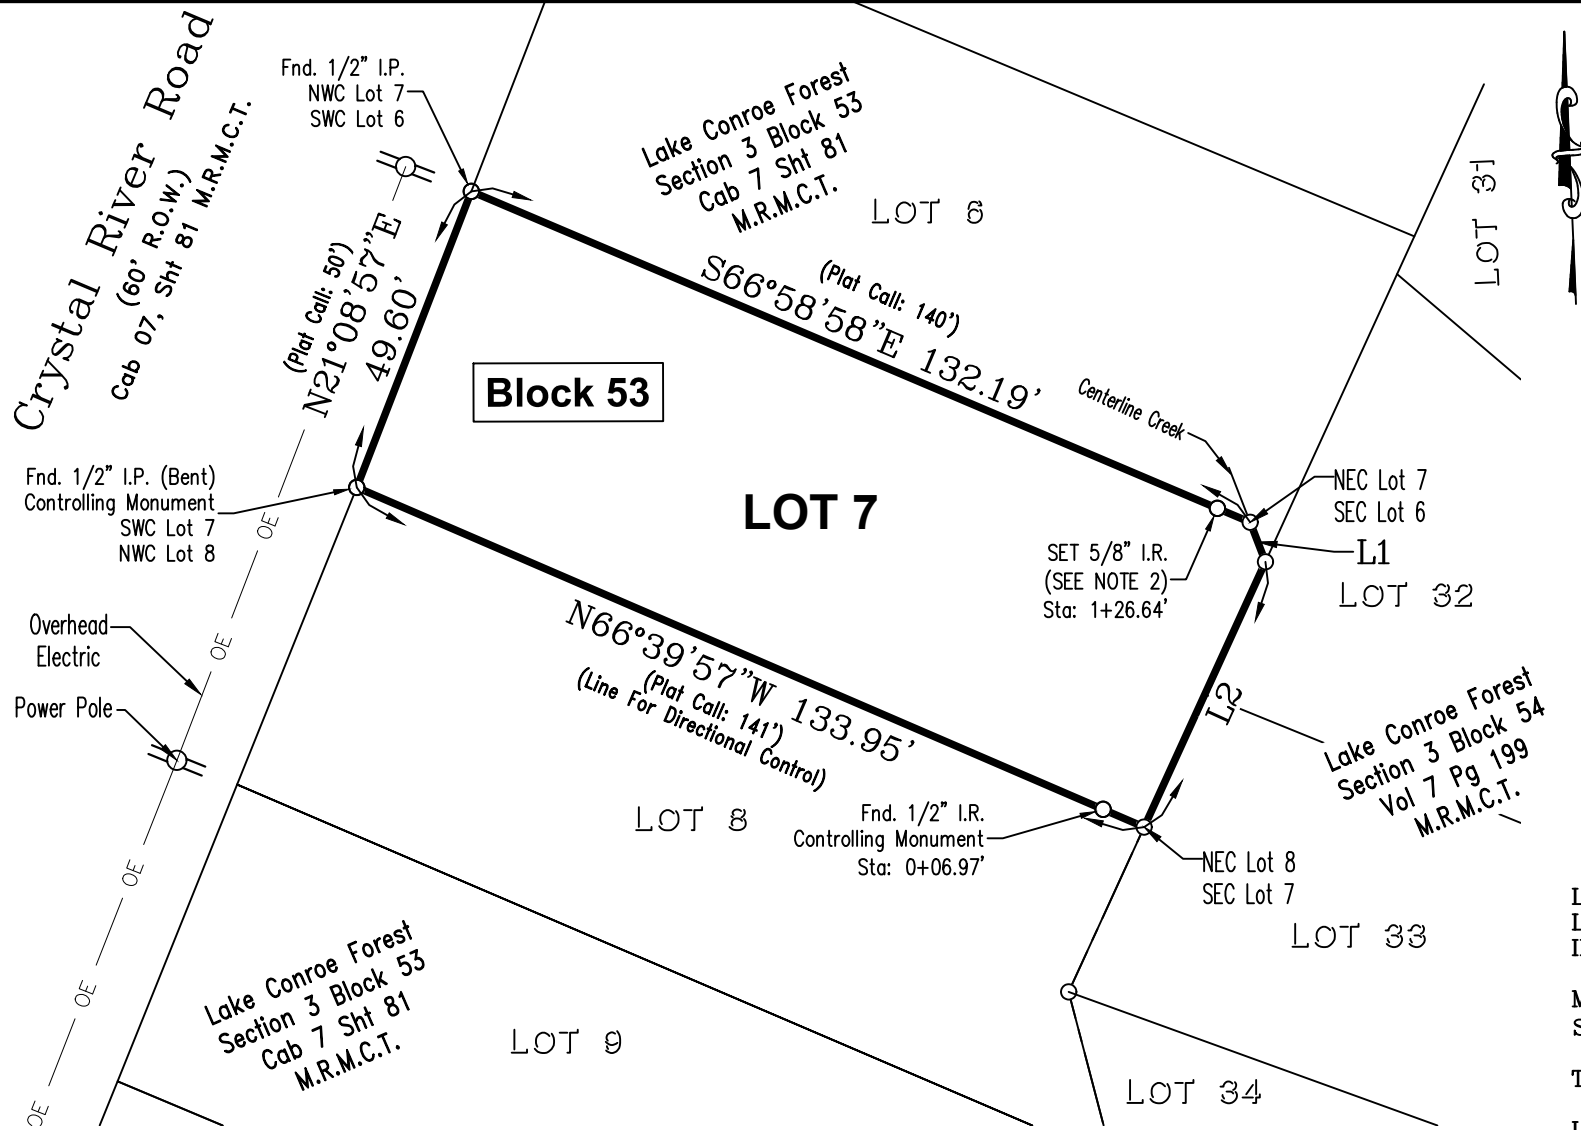 Crystal River Road
(60' R.O.W.)
Cab 07, Sht 81 M.R.M.C.T.
Fnd. 1/2" I.P.
NWC Lot 7
SWC Lot 6
Lake Conroe Forest
Section 3 Block 53
Cab 7 Sht 81
M.R.M.C.T.
LOT 6
LOT 31
(Plat Call: 50')
N21°08'57"E
49.60'
(Plat Call: 140')
S66°58'58"E 132.19'
Block 53
Centerline Creek
LOT 7
NEC Lot 7
SEC Lot 6
L1
LOT 32
SET 5/8" I.R.
(SEE NOTE 2)
Sta: 1+26.64'
Fnd. 1/2" I.P. (Bent)
Controlling Monument
SWC Lot 7
NWC Lot 8
OE
Overhead
Electric
OE
Power Pole
N66°39'57"W 133.95'
(Plat Call: 141')
(Line For Directional Control)
L2
Lake Conroe Forest
Section 3 Block 54
Vol 7 Pg 199
M.R.M.C.T.
LOT 8
Fnd. 1/2" I.R.
Controlling Monument
Sta: 0+06.97'
NEC Lot 8
SEC Lot 7
OE
LOT 33
Lake Conroe Forest
Section 3 Block 53
Cab 7 Sht 81
M.R.M.C.T.
OE
LOT 9
LOT 34
OE